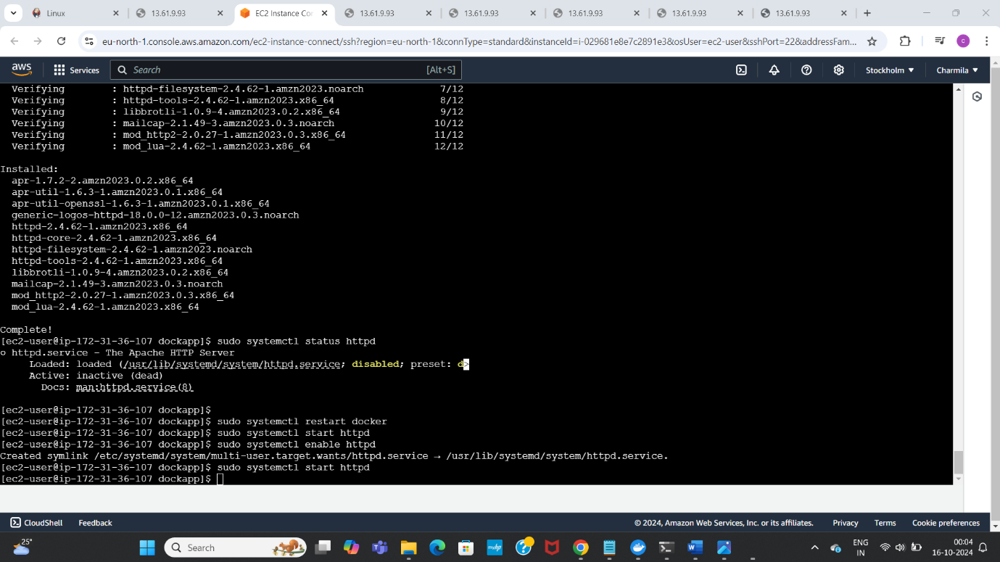 Linux
13.61.9.93
EC2 Instance Co
13.61.9.93
13.61.9.93
13.61.9.93
13.61.9.93
13.61.9.93
eu-north-1.console.aws.amazon.com/ec2-instance-connect/ssh?region=eu-north-1&connType=standard&instanceId=i-029681e8e7c2891e3&osUser=ec2-user&sshPort=22&addressFam...
C
aws
Services
Search
[Alt+S]
Stockholm
Charmila
Verifying        : httpd-filesystem-2.4.62-1.amzn2023.noarch             7/12
Verifying        : httpd-tools-2.4.62-1.amzn2023.x86_64                  8/12
Verifying        : libbrotli-1.0.9-4.amzn2023.0.2.x86_64                 9/12
Verifying        : mailcap-2.1.49-3.amzn2023.0.3.noarch                 10/12
Verifying        : mod_http2-2.0.27-1.amzn2023.0.3.x86_64               11/12
Verifying        : mod_lua-2.4.62-1.amzn2023.x86_64                     12/12
Installed:
apr-1.7.2-2.amzn2023.0.2.x86_64
apr-util-1.6.3-1.amzn2023.0.1.x86_64
apr-util-openssl-1.6.3-1.amzn2023.0.1.x86_64
generic-logos-httpd-18.0.0-12.amzn2023.0.3.noarch
httpd-2.4.62-1.amzn2023.x86_64
httpd-core-2.4.62-1.amzn2023.x86_64
httpd-filesystem-2.4.62-1.amzn2023.noarch
httpd-tools-2.4.62-1.amzn2023.x86_64
libbrotli-1.0.9-4.amzn2023.0.2.x86_64
mailcap-2.1.49-3.amzn2023.0.3.noarch
mod_http2-2.0.27-1.amzn2023.0.3.x86_64
mod_lua-2.4.62-1.amzn2023.x86_64
Complete!
[ec2-user@ip-172-31-36-107 dockapp]$ sudo systemctl status httpd
○ httpd.service - The Apache HTTP Server
Loaded: loaded (/usr/lib/systemd/system/httpd.service; disabled; preset: d>
Active: inactive (dead)
Docs: man:httpd.service(8)
[ec2-user@ip-172-31-36-107 dockapp]$
[ec2-user@ip-172-31-36-107 dockapp]$ sudo systemctl restart docker
[ec2-user@ip-172-31-36-107 dockapp]$ sudo systemctl start httpd
[ec2-user@ip-172-31-36-107 dockapp]$ sudo systemctl enable httpd
Created symlink /etc/systemd/system/multi-user.target.wants/httpd.service → /usr/lib/systemd/system/httpd.service.
[ec2-user@ip-172-31-36-107 dockapp]$ sudo systemctl start httpd
[ec2-user@ip-172-31-36-107 dockapp]$
CloudShell
Feedback
© 2024, Amazon Web Services, Inc. or its affiliates.
Privacy
Terms
Cookie preferences
25°
Search
ENG
IN
00:04
16-10-2024